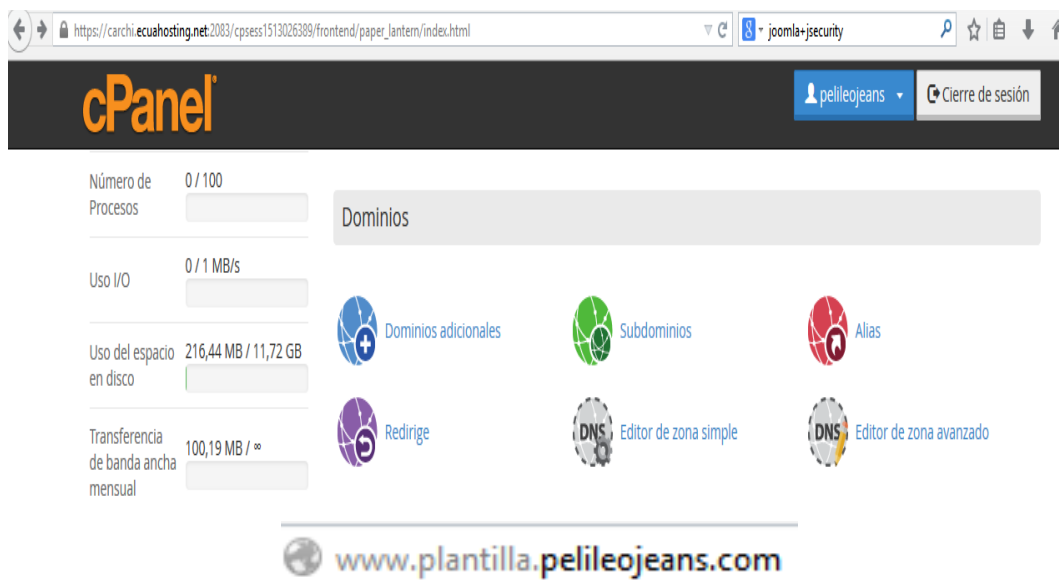 https://carchi.ecuahosting.net:2083/cpsess1513026389/frontend/paper_lantern/index.html
8 joomla+jsecurity
cPanel
pelileojeans
Cierre de sesión
Número de Procesos
0 / 100
Uso I/O
0 / 1 MB/s
Uso del espacio en disco
216,44 MB / 11,72 GB
Transferencia de banda ancha mensual
100,19 MB / ∞
Dominios
Dominios adicionales
Subdominios
Alias
Redirige
DNS
Editor de zona simple
DNS
Editor de zona avanzado
www.plantilla.pelileojeans.com